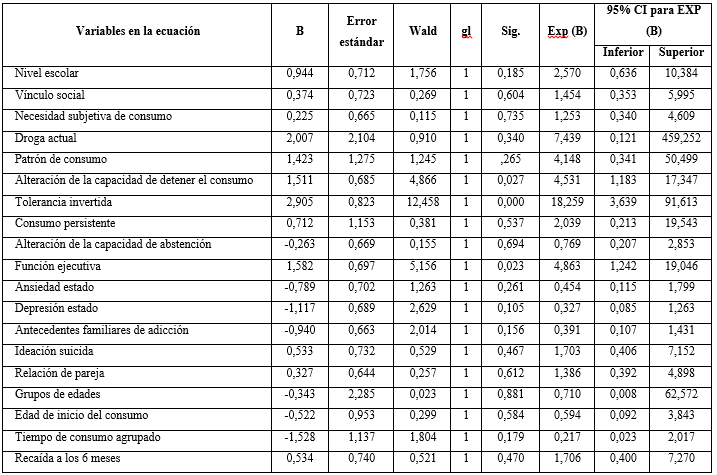 Variables en la ecuación B Error estándar Wald gl Sig. Exp (B) 95% CI para EXP (B)
Inferior Superior
Nivel escolar 0,944 0,712 1,756 1 0,185 2,570 0,636 10,384
Vínculo social 0,374 0,723 0,269 1 0,604 1,454 0,353 5,995
Necesidad subjetiva de consumo 0,225 0,665 0,115 1 0,735 1,253 0,340 4,609
Droga actual 2,007 2,104 0,910 1 0,340 7,439 0,121 459,252
Patrón de consumo 1,423 1,275 1,245 1 ,265 4,148 0,341 50,499
Alteración de la capacidad de detener el consumo 1,511 0,685 4,866 1 0,027 4,531 1,183 17,347
Tolerancia invertida 2,905 0,823 12,458 1 0,000 18,259 3,639 91,613
Consumo persistente 0,712 1,153 0,381 1 0,537 2,039 0,213 19,543
Alteración de la capacidad de abstención -0,263 0,669 0,155 1 0,694 0,769 0,207 2,853
Función ejecutiva 1,582 0,697 5,156 1 0,023 4,863 1,242 19,046
Ansiedad estado -0,789 0,702 1,263 1 0,261 0,454 0,115 1,799
Depresión estado -1,117 0,689 2,629 1 0,105 0,327 0,085 1,263
Antecedentes familiares de adicción -0,940 0,663 2,014 1 0,156 0,391 0,107 1,431
Ideación suicida 0,533 0,732 0,529 1 0,467 1,703 0,406 7,152
Relación de pareja 0,327 0,644 0,257 1 0,612 1,386 0,392 4,898
Grupos de edades -0,343 2,285 0,023 1 0,881 0,710 0,008 62,572
Edad de inicio del consumo -0,522 0,953 0,299 1 0,584 0,594 0,092 3,843
Tiempo de consumo agrupado -1,528 1,137 1,804 1 0,179 0,217 0,023 2,017
Recaída a los 6 meses 0,534 0,740 0,521 1 0,470 1,706 0,400 7,270